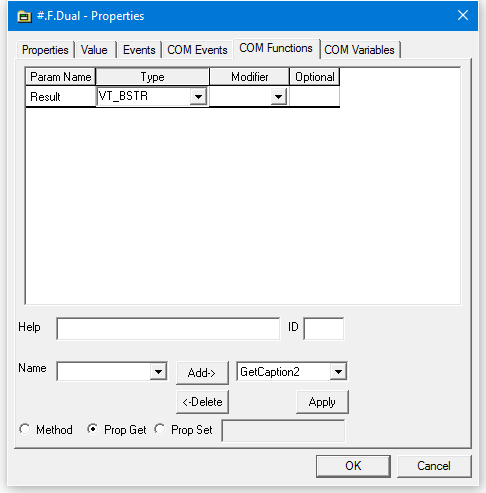 #.F.Dual - Properties
Properties Value Events COM Events COM Functions COM Variables
Param Name Type Modifier Optional
Result VT_BSTR
Help ID
Name Add-> GetCaption2
<-Delete Apply
Method Prop Get Prop Set
OK Cancel